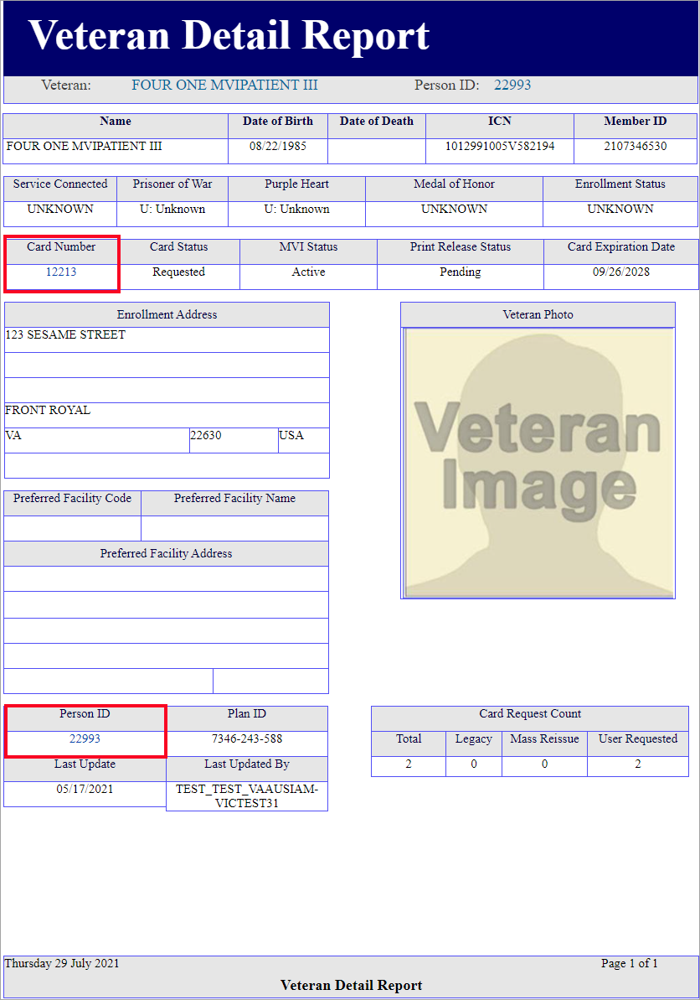 Veteran Detail Report
Veteran: FOUR ONE MVIPATIENT III Person ID: 22993
Name Date of Birth Date of Death ICN Member ID
FOUR ONE MVIPATIENT III 08/22/1985 1012991005V582194 2107346530
Service Connected Prisoner of War Purple Heart Medal of Honor Enrollment Status
UNKNOWN U: Unknown U: Unknown UNKNOWN UNKNOWN
Card Number Card Status MVI Status Print Release Status Card Expiration Date
12213 Requested Active Pending 09/26/2028
Enrollment Address
123 SESAME STREET
FRONT ROYAL
VA 22630 USA
Veteran Photo
Veteran
Image
Preferred Facility Code Preferred Facility Name
Preferred Facility Address
Person ID Plan ID
22993 7346-243-588
Last Update Last Updated By
05/17/2021 TEST_TEST_VAAUSIAM-
VICTEST31
Card Request Count
Total Legacy Mass Reissue User Requested
2 0 0 2
Thursday 29 July 2021 Page 1 of 1
Veteran Detail Report